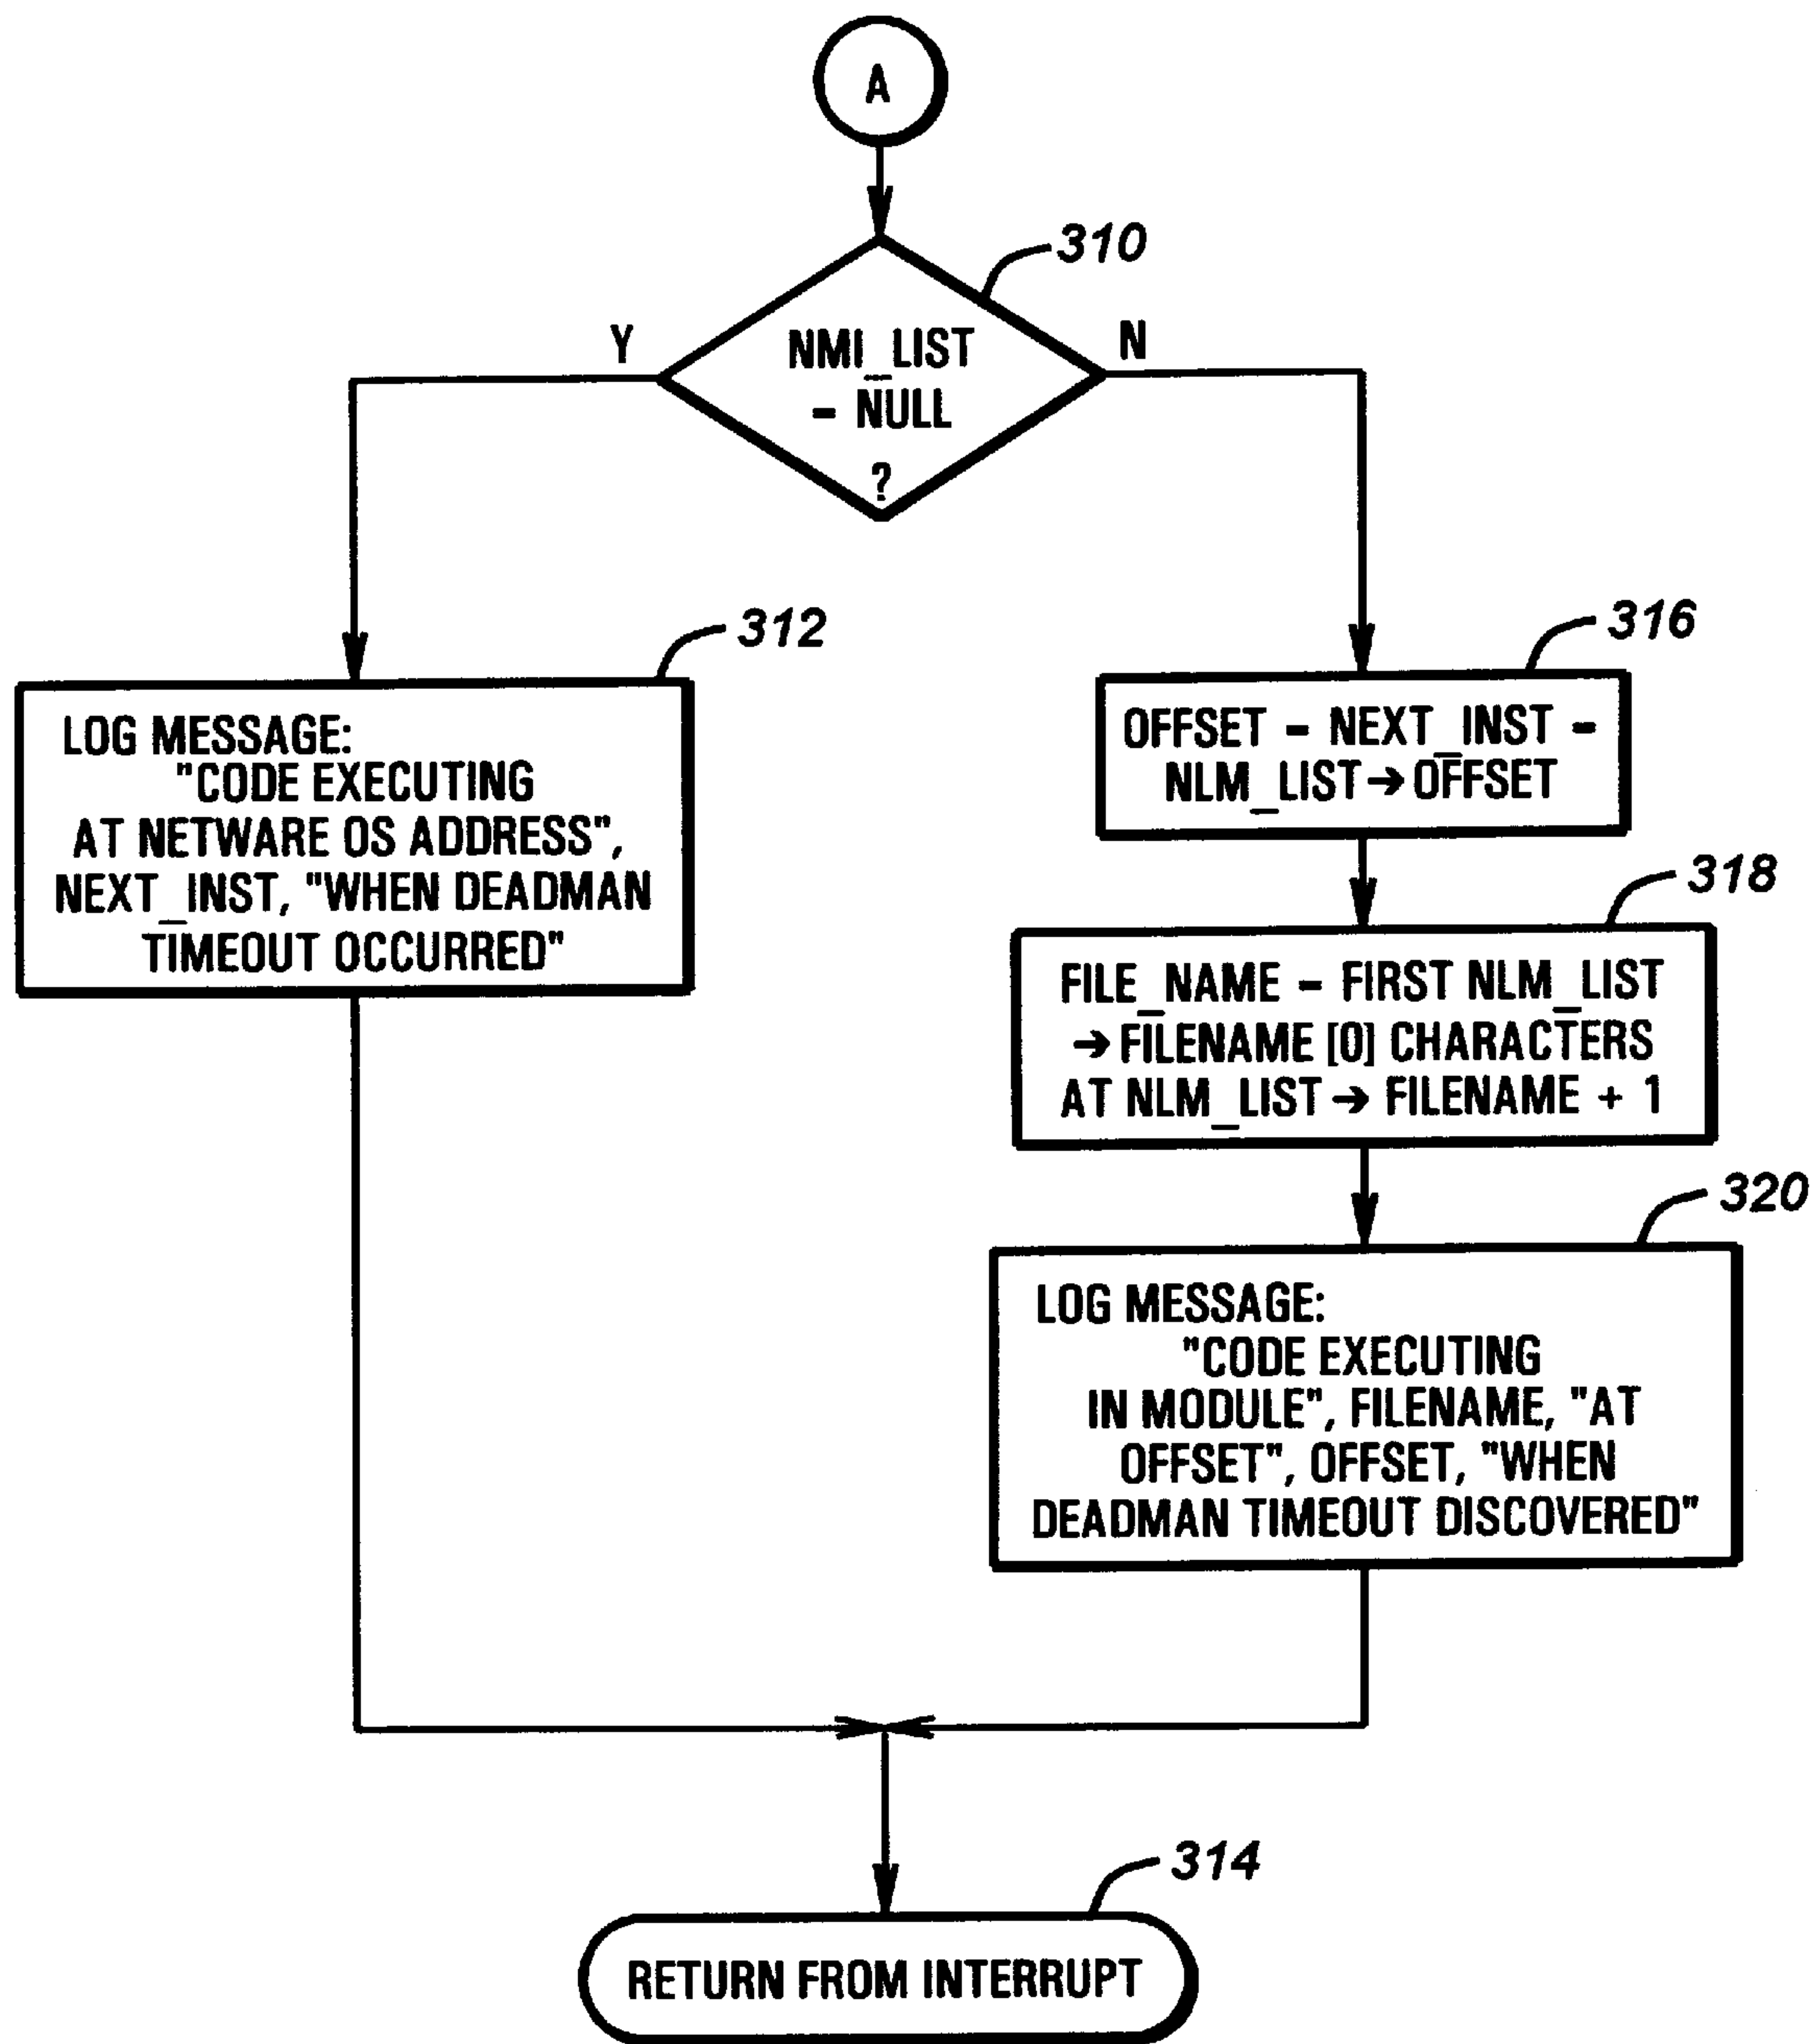 A
310
Y
NMI_LIST
N
= NULL
?
312
LOG MESSAGE:
"CODE EXECUTING
AT NETWARE OS ADDRESS",
NEXT_INST, "WHEN DEADMAN
TIMEOUT OCCURRED"
316
OFFSET = NEXT_INST -
NLM_LIST → OFFSET
318
FILE_NAME = FIRST NLM_LIST
→ FILENAME [0] CHARACTERS
AT NLM_LIST → FILENAME + 1
320
LOG MESSAGE:
"CODE EXECUTING
IN MODULE", FILENAME, "AT
OFFSET", OFFSET, "WHEN
DEADMAN TIMEOUT DISCOVERED"
314
RETURN FROM INTERRUPT